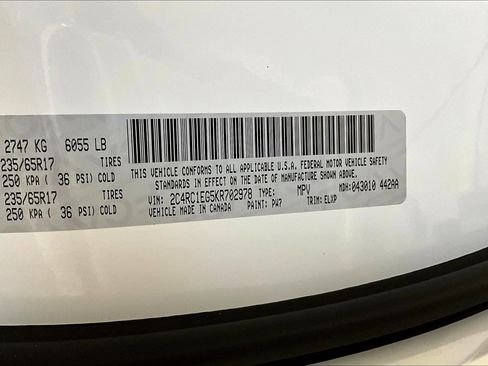 2747 KG 6055 LB
235/65R17 TIRES
250 KPA ( 36 PSI) COLD
235/65R17 TIRES
250 KPA ( 36 PSI) COLD
THIS VEHICLE CONFORMS TO ALL APPLICABLE U.S.A. FEDERAL MOTOR VEHICLE SAFETY
STANDARDS IN EFFECT ON THE DATE OF MANUFACTURE SHOWN ABOVE.
VIN: 2C4RC1EG5KR702978 TYPE: MPV MDH: 043010 442AA
VEHICLE MADE IN CANADA PAINT: PW7 TRIM: ELXP